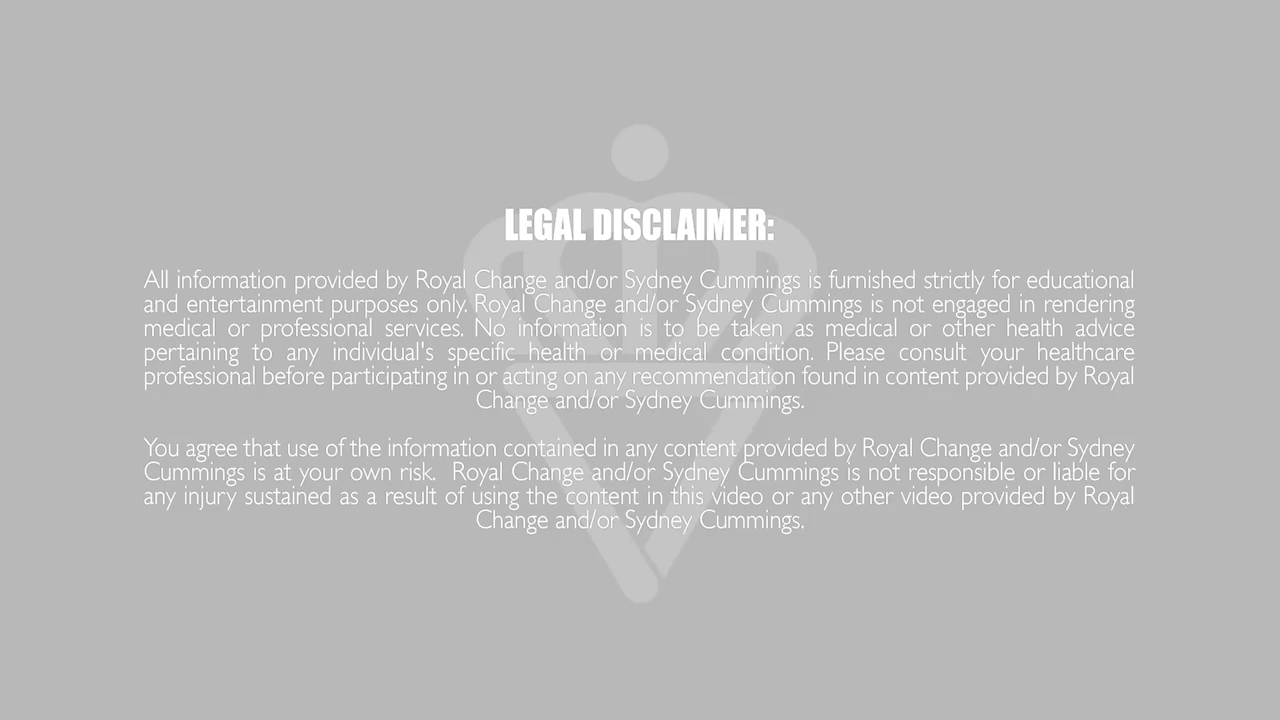 LEGAL DISCLAIMER:
All information provided by Royal Change and/or Sydney Cummings is furnished strictly for educational
and entertainment purposes only. Royal Change and/or Sydney Cummings is not engaged in rendering
medical or professional services. No information is to be taken as medical or other health advice
pertaining to any individual's specific health or medical condition. Please consult your healthcare
professional before participating in or acting on any recommendation found in content provided by Royal
Change and/or Sydney Cummings.
You agree that use of the information contained in any content provided by Royal Change and/or Sydney
Cummings is at your own risk.  Royal Change and/or Sydney Cummings is not responsible or liable for
any injury sustained as a result of using the content in this video or any other video provided by Royal
Change and/or Sydney Cummings.